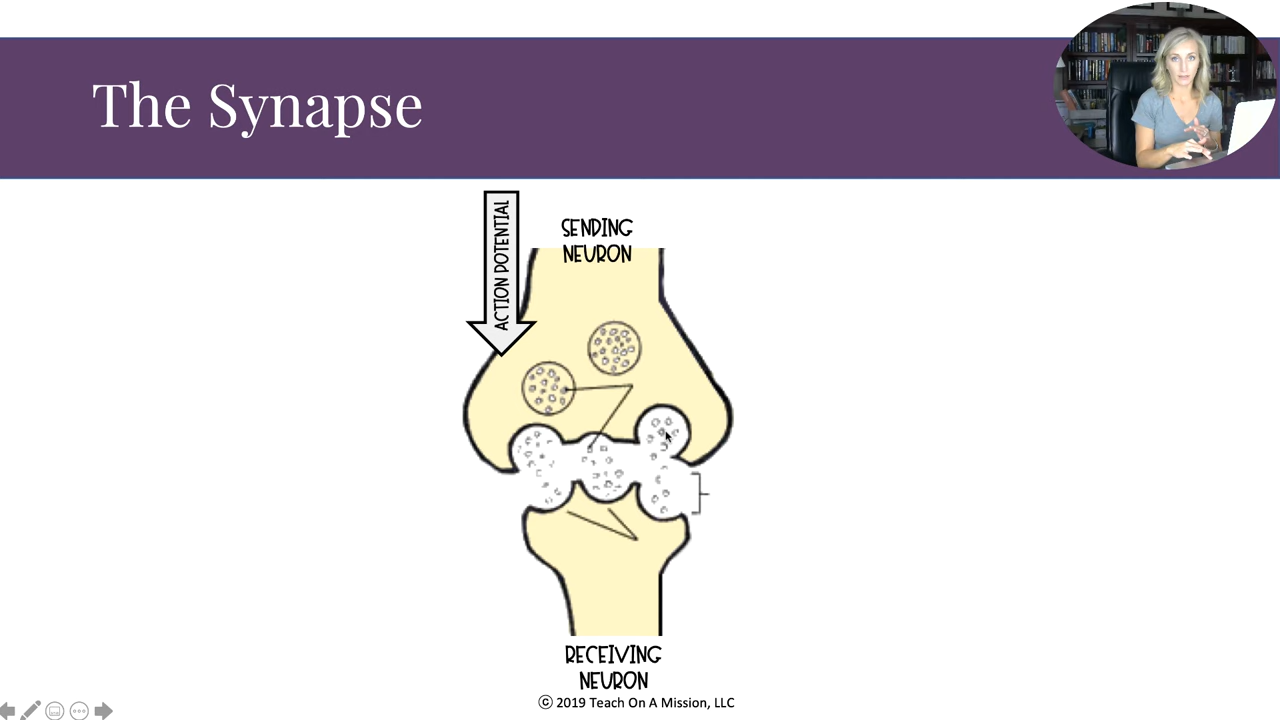 The Synapse
ACTION POTENTIAL
SENDING
NEURON
RECEIVING
NEURON
© 2019 Teach On A Mission, LLC